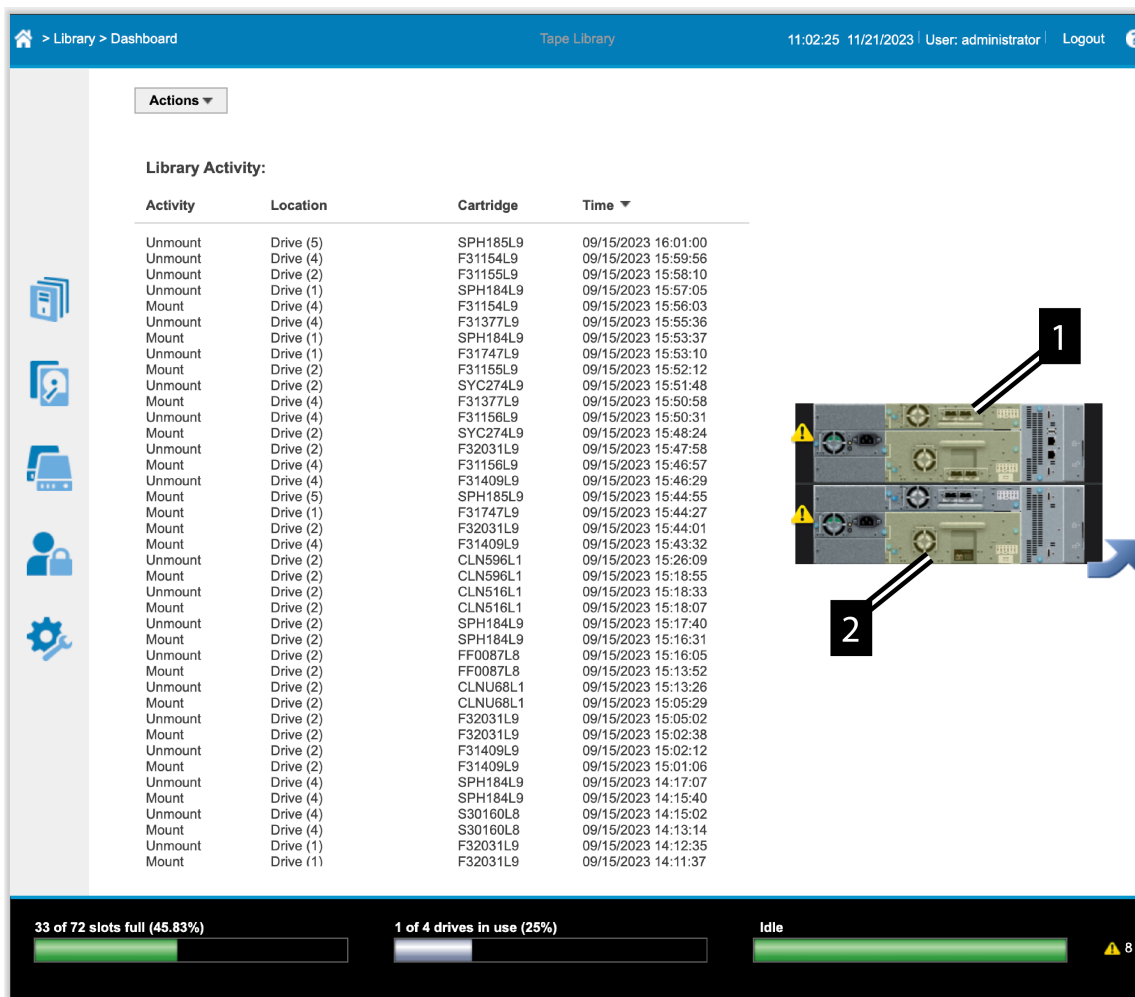 > Library > Dashboard Tape Library 11:02:25 11/21/2023 User: administrator Logout ?
Actions
Library Activity:
Activity Location Cartridge Time
Unmount Drive (5) SPH185L9 09/15/2023 16:01:00
Unmount Drive (4) F31154L9 09/15/2023 15:59:56
Unmount Drive (2) F31155L9 09/15/2023 15:58:10
Unmount Drive (1) SPH184L9 09/15/2023 15:57:05
Mount Drive (4) F31154L9 09/15/2023 15:56:03
Unmount Drive (4) F31377L9 09/15/2023 15:55:36
Mount Drive (1) SPH184L9 09/15/2023 15:53:37
Unmount Drive (1) F31747L9 09/15/2023 15:53:10
Mount Drive (2) F31155L9 09/15/2023 15:52:12
Unmount Drive (2) SYC274L9 09/15/2023 15:51:48
Mount Drive (4) F31377L9 09/15/2023 15:50:58
Unmount Drive (4) F31156L9 09/15/2023 15:50:31
Mount Drive (2) SYC274L9 09/15/2023 15:48:24
Unmount Drive (2) F32031L9 09/15/2023 15:47:58
Mount Drive (4) F31156L9 09/15/2023 15:46:57
Unmount Drive (4) F31409L9 09/15/2023 15:46:29
Mount Drive (5) SPH185L9 09/15/2023 15:44:55
Mount Drive (1) F31747L9 09/15/2023 15:44:27
Mount Drive (2) F32031L9 09/15/2023 15:44:01
Mount Drive (4) F31409L9 09/15/2023 15:43:32
Unmount Drive (2) CLN596L1 09/15/2023 15:26:09
Mount Drive (2) CLN596L1 09/15/2023 15:18:55
Unmount Drive (2) CLN516L1 09/15/2023 15:18:33
Mount Drive (2) CLN516L1 09/15/2023 15:18:07
Unmount Drive (2) SPH184L9 09/15/2023 15:17:40
Mount Drive (2) SPH184L9 09/15/2023 15:16:31
Unmount Drive (2) FF0087L8 09/15/2023 15:16:05
Mount Drive (2) FF0087L8 09/15/2023 15:13:52
Unmount Drive (2) CLNU68L1 09/15/2023 15:13:26
Mount Drive (2) CLNU68L1 09/15/2023 15:05:29
Unmount Drive (2) F32031L9 09/15/2023 15:05:02
Mount Drive (2) F32031L9 09/15/2023 15:02:38
Unmount Drive (2) F31409L9 09/15/2023 15:02:12
Mount Drive (2) F31409L9 09/15/2023 15:01:06
Unmount Drive (4) SPH184L9 09/15/2023 14:17:07
Mount Drive (4) SPH184L9 09/15/2023 14:15:40
Unmount Drive (4) S30160L8 09/15/2023 14:15:02
Mount Drive (4) S30160L8 09/15/2023 14:13:14
Unmount Drive (1) F32031L9 09/15/2023 14:12:35
Mount Drive (1) F32031L9 09/15/2023 14:11:37
1
2
33 of 72 slots full (45.83%) 1 of 4 drives in use (25%) Idle
8